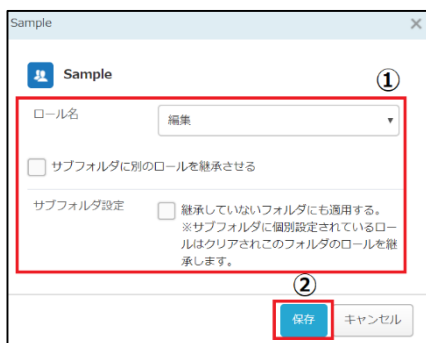 Sample
×
Sample
①
ロール名
編集
サブフォルダに別のロールを継承させる
サブフォルダ設定
継承していないフォルダにも適用する。
※サブフォルダに個別設定されているロー
ルはクリアされこのフォルダのロールを継
承します。
②
保存
キャンセル